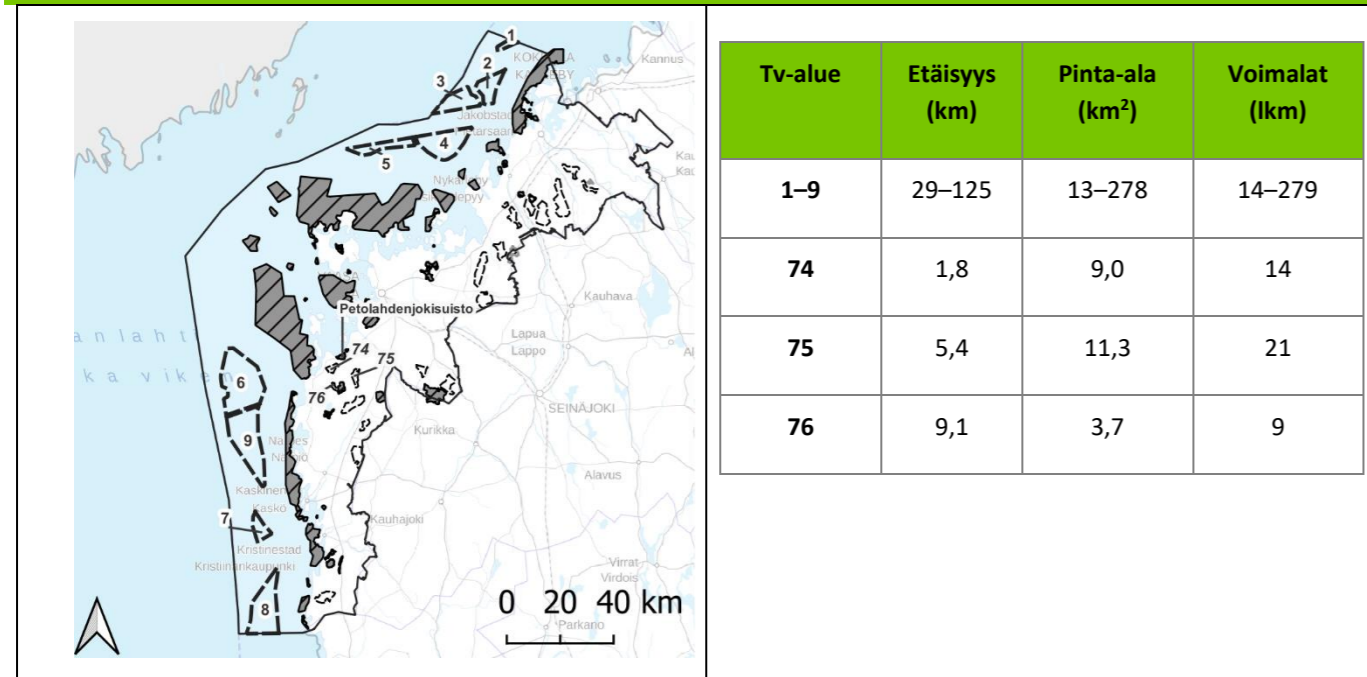 1
2
3
Kannus
4
5
Kauhava
Petolahdenjokisuisto
74
75
76
Lapua
Lappo
a n l a h t
k a v i k e n
6
9
SEINÄJOKI
Kurikka
Alavus
Kaskinen
Kaskö
7
Kauhajoki
Kristinestad
Kristiinankaupunki
8
Virrat
Virdois
Parkano
0 20 40 km
Tv-alue Etäisyys (km) Pinta-ala (km²) Voimalat (lkm)
1–9 29–125 13–278 14–279
74 1,8 9,0 14
75 5,4 11,3 21
76 9,1 3,7 9